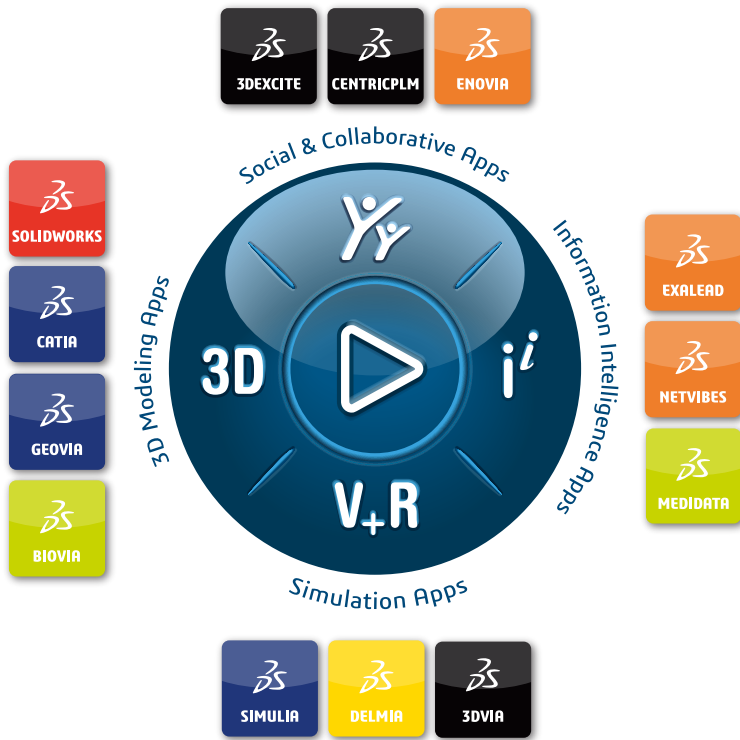 3DEXCITE
CENTRICPLM
ENOVIA
Social & Collaborative Apps
SOLIDWORKS
CATIA
GEOVIA
BIOVIA
3D Modeling Apps
3D
i i
V+R
Information Intelligence Apps
EXALEAD
NETVIBES
MEDIDATA
Simulation Apps
SIMULIA
DELMIA
3DVIA